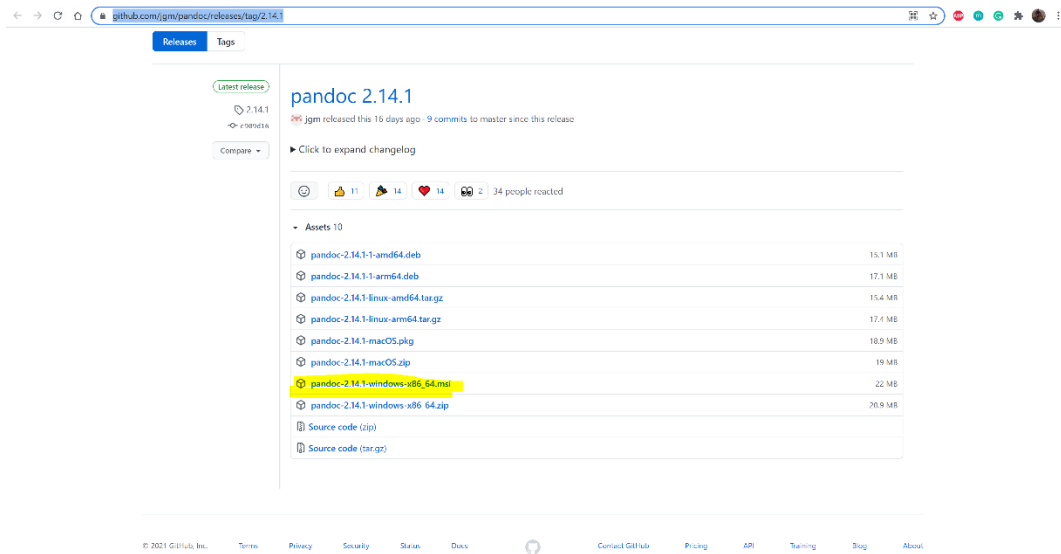 github.com/jgm/pandoc/releases/tag/2.14.1
ABP
Releases Tags
Latest release
2.14.1
c989d16
Compare
pandoc 2.14.1
jgm released this 16 days ago · 9 commits to master since this release
Click to expand changelog
11 14 14 2 34 people reacted
Assets 10
pandoc-2.14.1-1-amd64.deb 15.1 MB
pandoc-2.14.1-1-arm64.deb 17.1 MB
pandoc-2.14.1-linux-amd64.tar.gz 15.4 MB
pandoc-2.14.1-linux-arm64.tar.gz 17.4 MB
pandoc-2.14.1-macOS.pkg 18.9 MB
pandoc-2.14.1-macOS.zip 19 MB
pandoc-2.14.1-windows-x86_64.msi 22 MB
pandoc-2.14.1-windows-x86_64.zip 20.9 MB
Source code (zip)
Source code (tar.gz)
© 2021 GitHub, Inc. Terms Privacy Security Status Docs Contact GitHub Pricing API Training Blog About